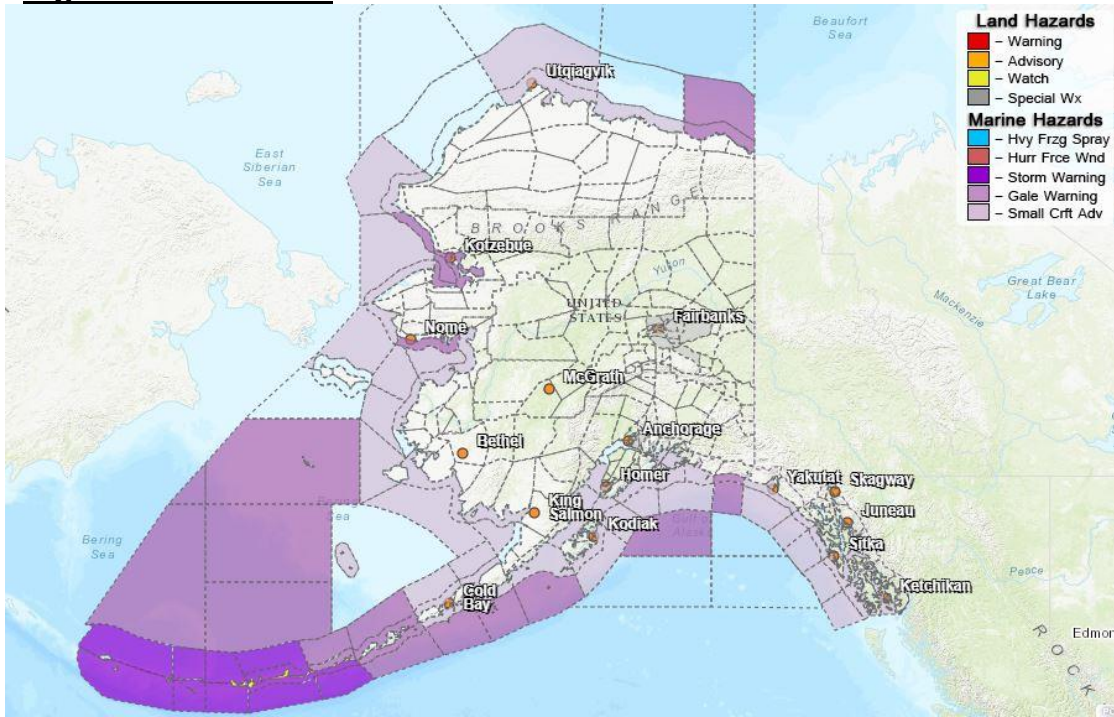 Beaufort
Sea
Land Hazards
– Warning
– Advisory
– Watch
– Special Wx
Marine Hazards
– Hvy Frzg Spray
– Hurr Frce Wnd
– Storm Warning
– Gale Warning
– Small Crft Adv
Utqiagvik
East
Siberian
Sea
BROOKS RANGE
Kotzebue
Yukon
Great Bear
Lake
Mackenzie
UNITED
STATES
Fairbanks
Nome
McGrath
Anchorage
Bethel
Homer
Yakutat
Skagway
King
Salmon
Kodiak
Juneau
Bering
Sea
Sitka
Peace
Cold
Bay
Ketchikan
Edmon
ROCK